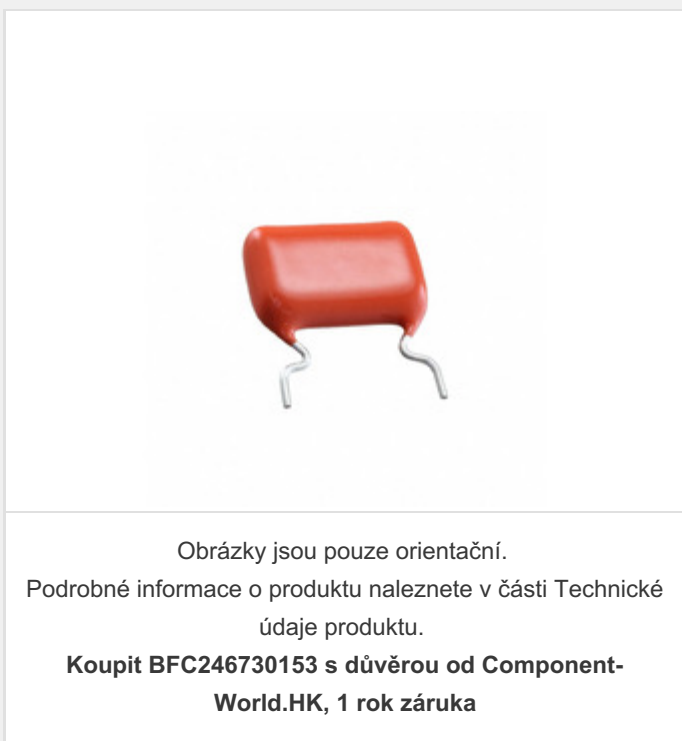 Obrázky jsou pouze orientační.
Podrobné informace o produktu naleznete v části Technické
údaje produktu.
Koupit BFC246730153 s důvěrou od Component-
World.HK, 1 rok záruka